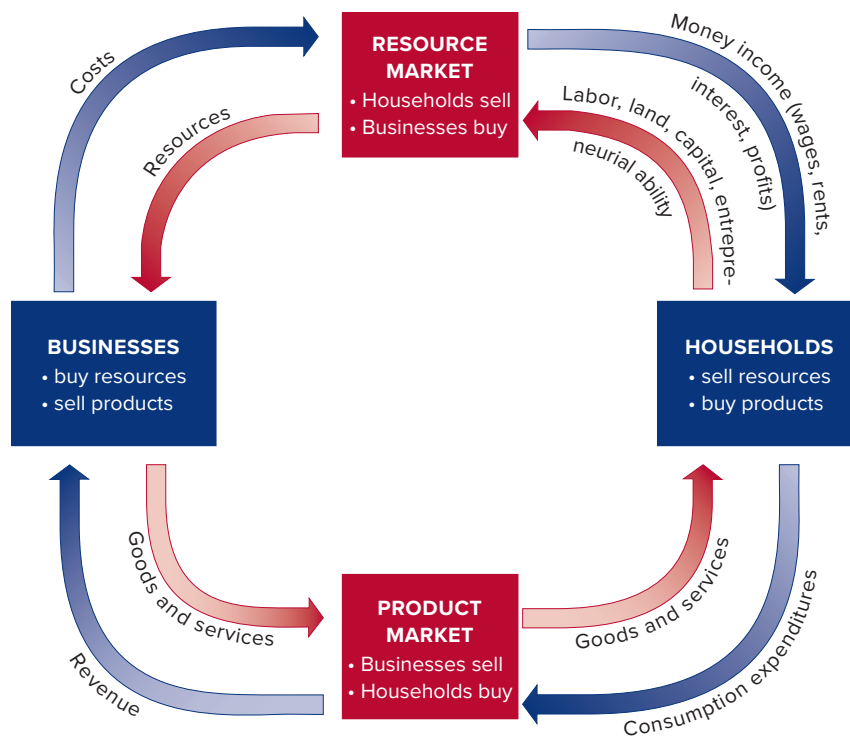 Costs
RESOURCE
MARKET
• Households sell
• Businesses buy
Money income (wages, rents,
interest, profits)
Resources
Labor, land, capital, entrepre-
neurial ability
BUSINESSES
• buy resources
• sell products
HOUSEHOLDS
• sell resources
• buy products
Goods and services
Revenue
PRODUCT
MARKET
• Businesses sell
• Households buy
Goods and services
Consumption expenditures